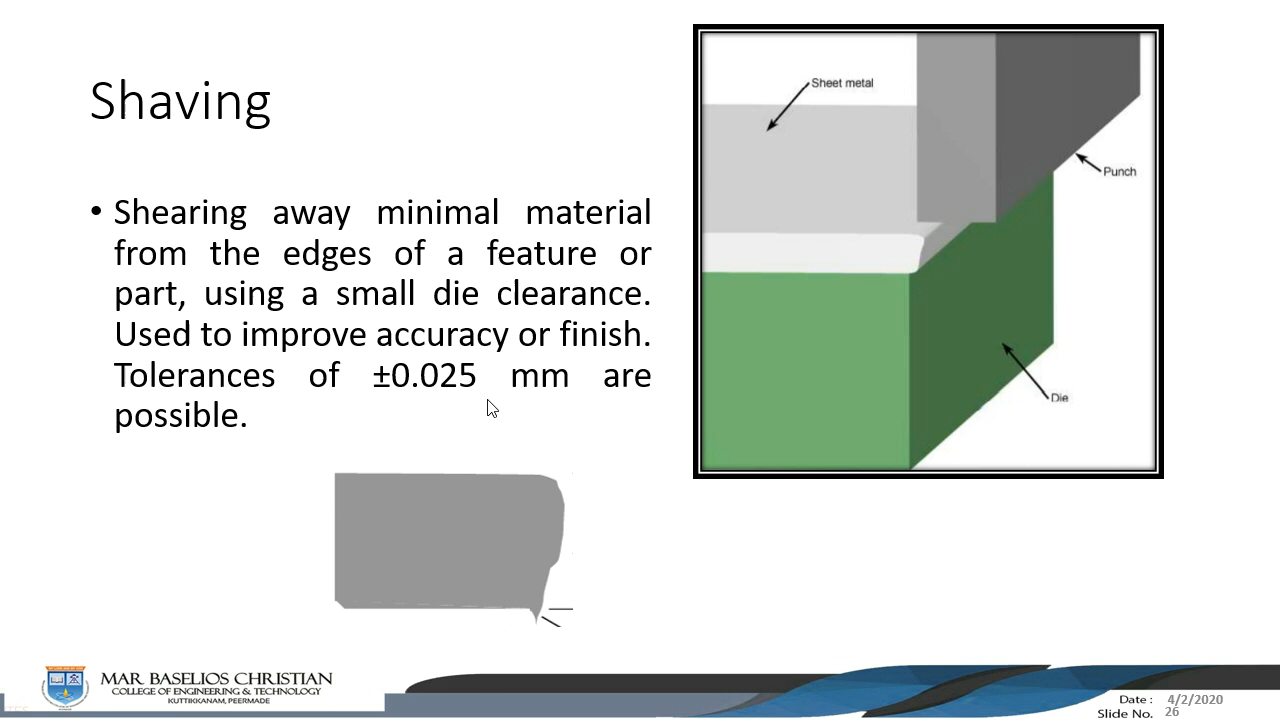 Shaving
• Shearing away minimal material
from the edges of a feature or
part, using a small die clearance.
Used to improve accuracy or finish.
Tolerances of ±0.025 mm are
possible.
Sheet metal
Punch
Die
MAR BASELIOS CHRISTIAN
COLLEGE OF ENGINEERING & TECHNOLOGY
KUTTIKKANAM, PEERMADE
Date : 4/2/2020
Slide No. 26